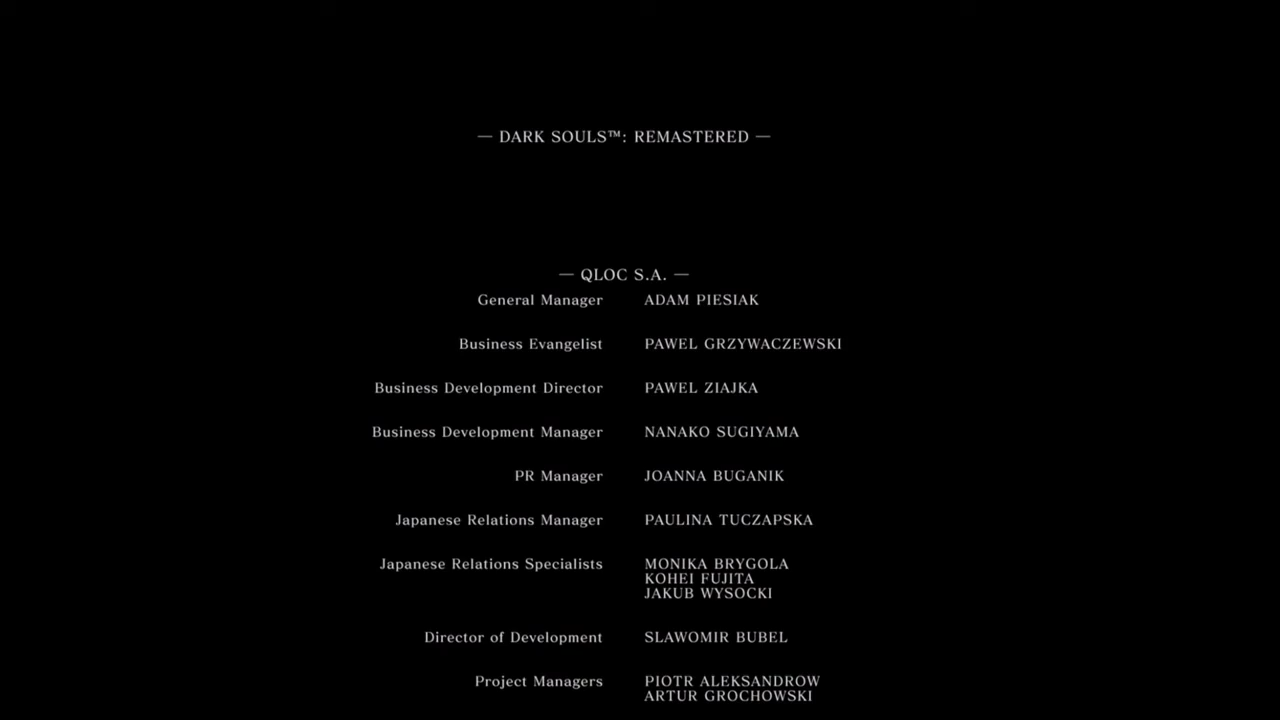 — DARK SOULS™: REMASTERED —
— QLOC S.A. —
General Manager ADAM PIESIAK
Business Evangelist PAWEL GRZYWACZEWSKI
Business Development Director PAWEL ZIAJKA
Business Development Manager NANAKO SUGIYAMA
PR Manager JOANNA BUGANIK
Japanese Relations Manager PAULINA TUCZAPSKA
Japanese Relations Specialists MONIKA BRYGOLA
KOHEI FUJITA
JAKUB WYSOCKI
Director of Development SLAWOMIR BUBEL
Project Managers PIOTR ALEKSANDROW
ARTUR GROCHOWSKI